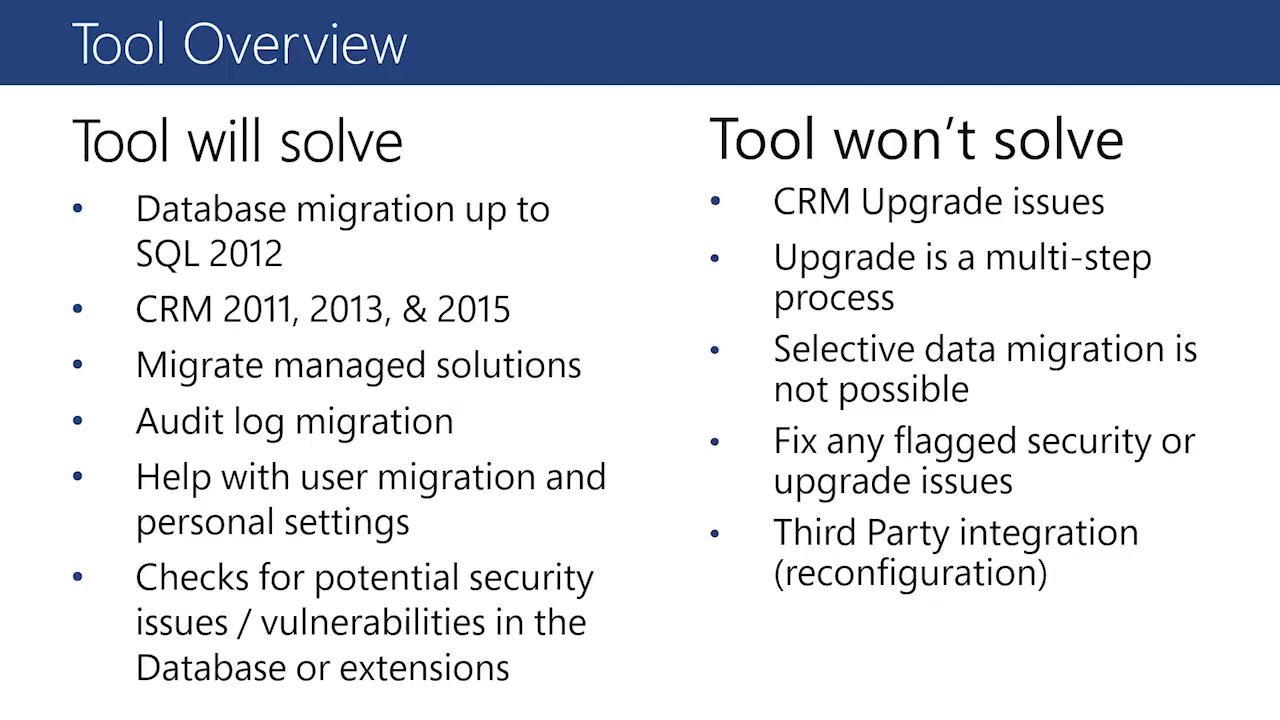 Tool Overview
Tool will solve
• Database migration up to
SQL 2012
• CRM 2011, 2013, & 2015
• Migrate managed solutions
• Audit log migration
• Help with user migration and
personal settings
• Checks for potential security
issues / vulnerabilities in the
Database or extensions
Tool won’t solve
• CRM Upgrade issues
• Upgrade is a multi-step
process
• Selective data migration is
not possible
• Fix any flagged security or
upgrade issues
• Third Party integration
(reconfiguration)